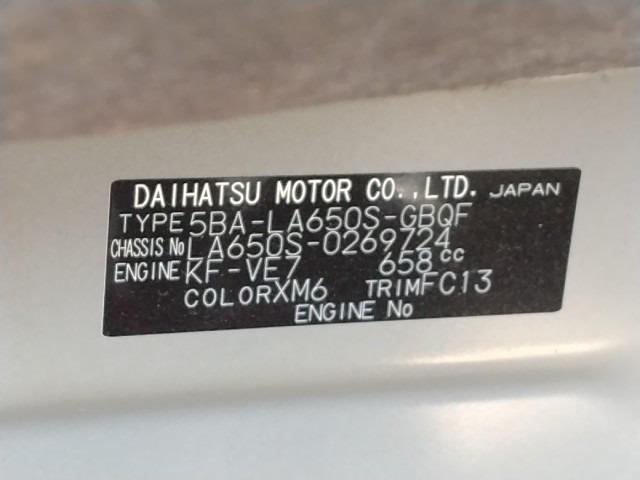 DAIHATSU MOTOR CO.,LTD. JAPAN
TYPE 5BA-LA650S-GBQF
CHASSIS No LA650S-0269724
ENGINE KF-VE7 658cc
COLOR XM6 TRIM FC13
ENGINE No